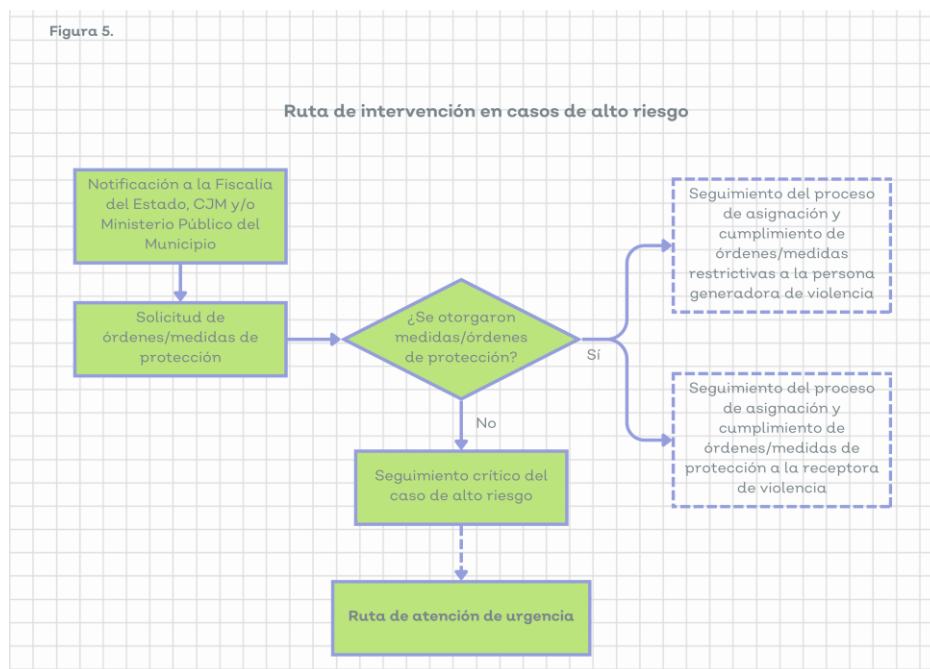 Figura 5.
Ruta de intervención en casos de alto riesgo
Notificación a la Fiscalía
del Estado, CJM y/o
Ministerio Público del
Municipio
Solicitud de
órdenes/medidas de
protección
¿Se otorgaron
medidas/órdenes
de protección?
Sí
Seguimiento del proceso
de asignación y
cumplimiento de
órdenes/medidas
restrictivas a la persona
generadora de violencia
Seguimiento del proceso
de asignación y
cumplimiento de
órdenes/medidas de
protección a la receptora
de violencia
No
Seguimiento crítico del
caso de alto riesgo
Ruta de atención de urgencia